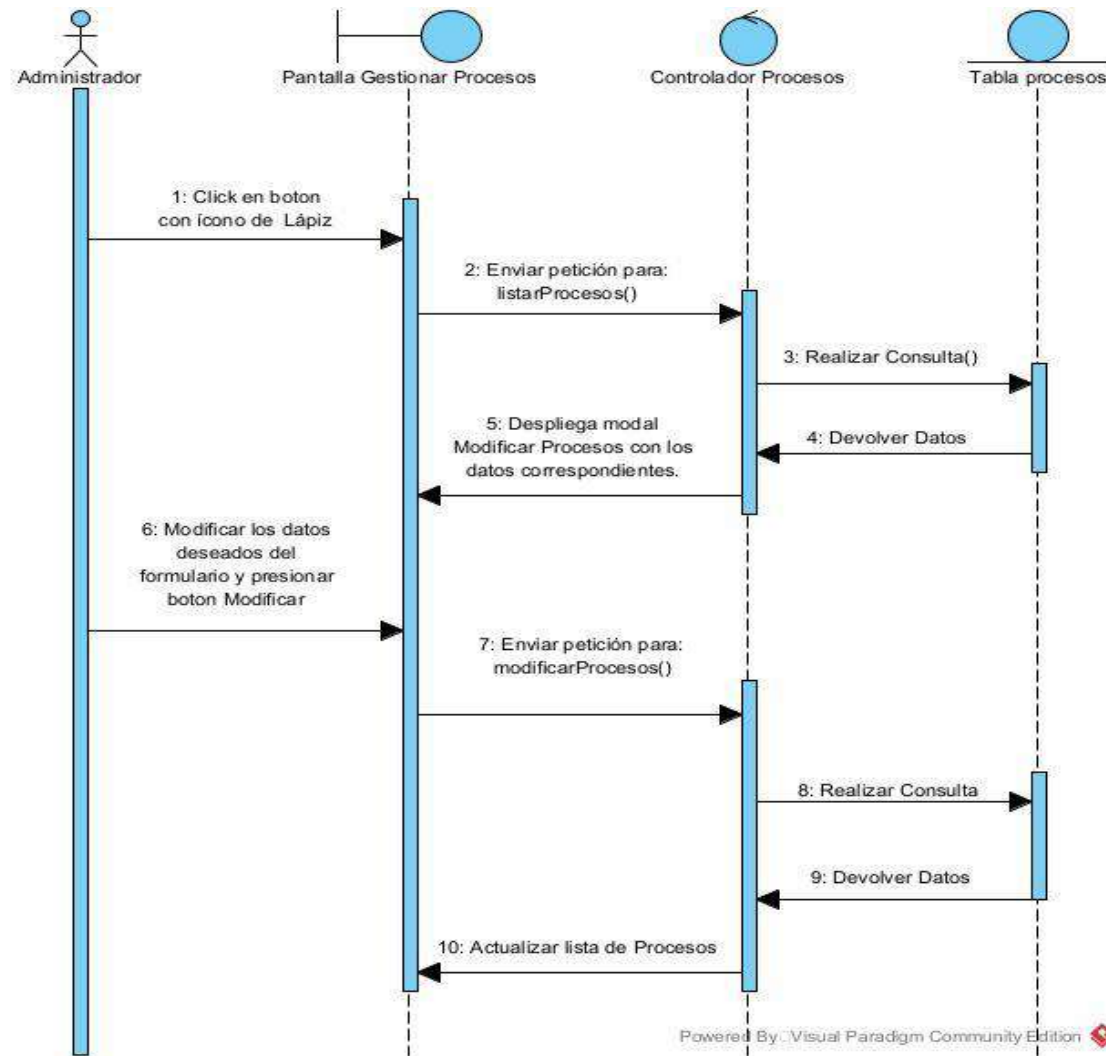 Administrador
Pantalla Gestionar Procesos
Controlador Procesos
Tabla procesos
1: Click en boton
con ícono de Lápiz
2: Enviar petición para:
listarProcesos()
3: Realizar Consulta()
4: Devolver Datos
5: Despliega modal
Modificar Procesos con los
datos correspondientes.
6: Modificar los datos
deseados del
formulario y presionar
boton Modificar
7: Enviar petición para:
modificarProcesos()
8: Realizar Consulta
9: Devolver Datos
10: Actualizar lista de Procesos
Powered By Visual Paradigm Community Edition